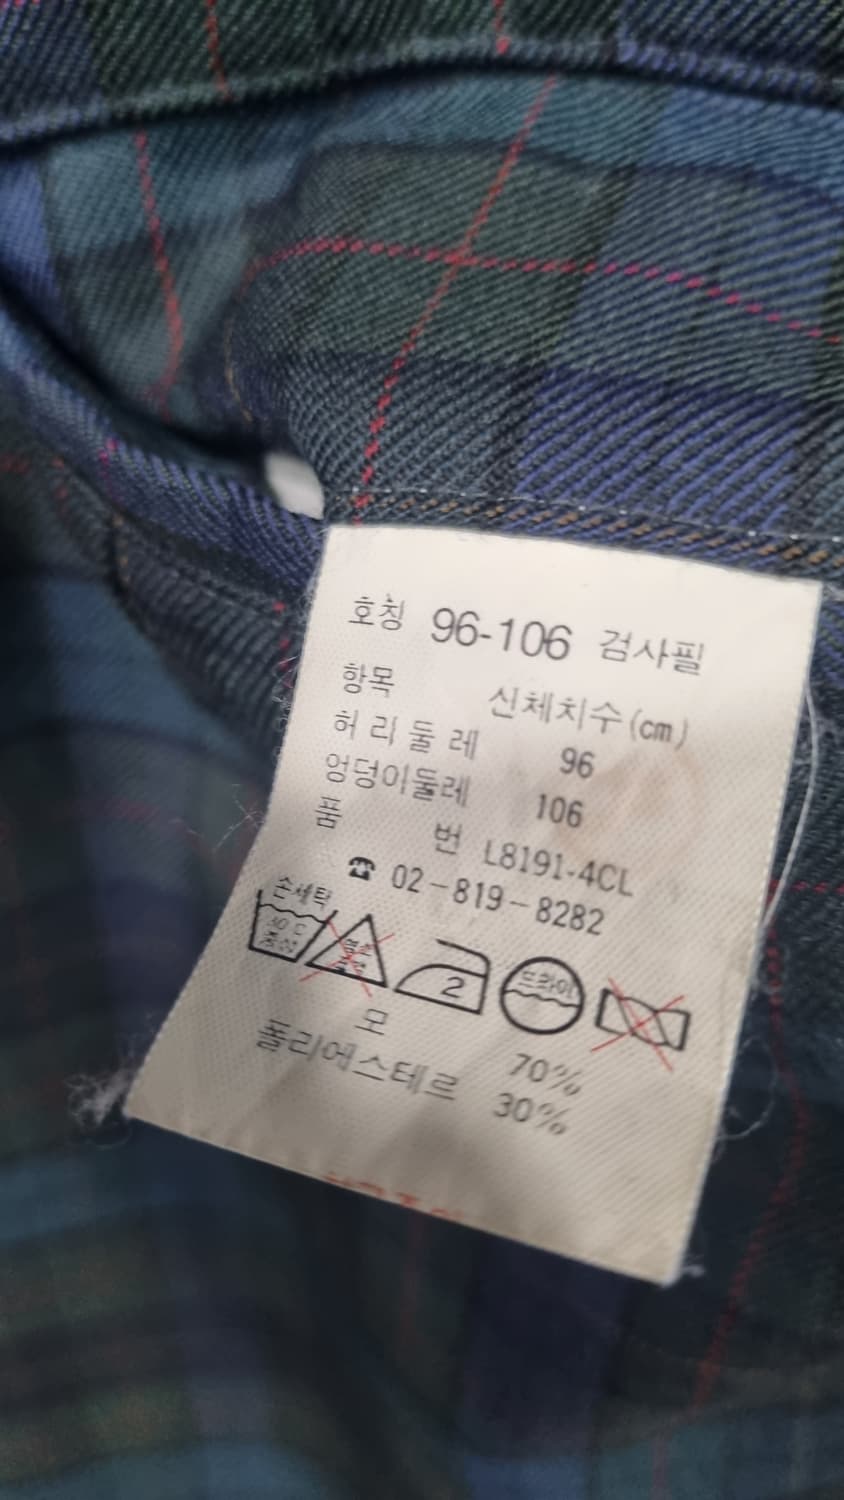 호칭 96-106 검사필
항목 신체치수(cm)
허리둘레 96
엉덩이둘레 106
품번 L8191-4CL
☎ 02-819-8282
손세탁
중성
2
드라이
모 70%
폴리에스테르 30%